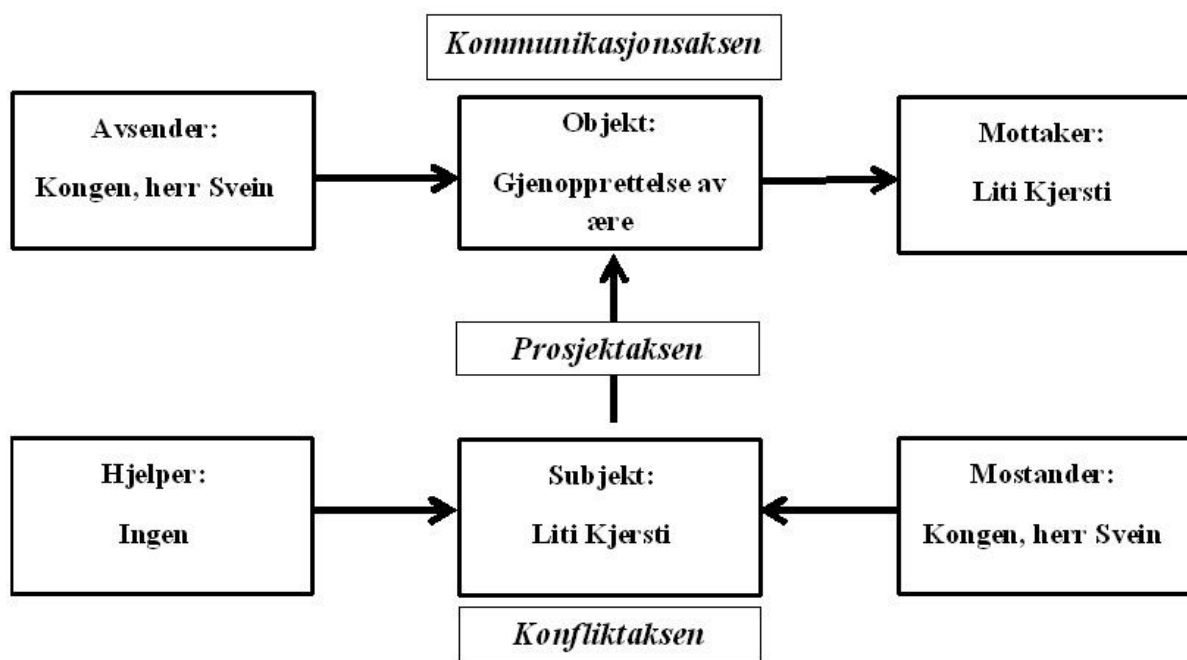 Kommunikasjonsaksen
Avsender:
Kongen, herr Svein
Objekt:
Gjenopprettelse av
ære
Mottaker:
Liti Kjersti
Prosjektaksen
Hjelper:
Ingen
Subjekt:
Liti Kjersti
Mostander:
Kongen, herr Svein
Konfliktaksen